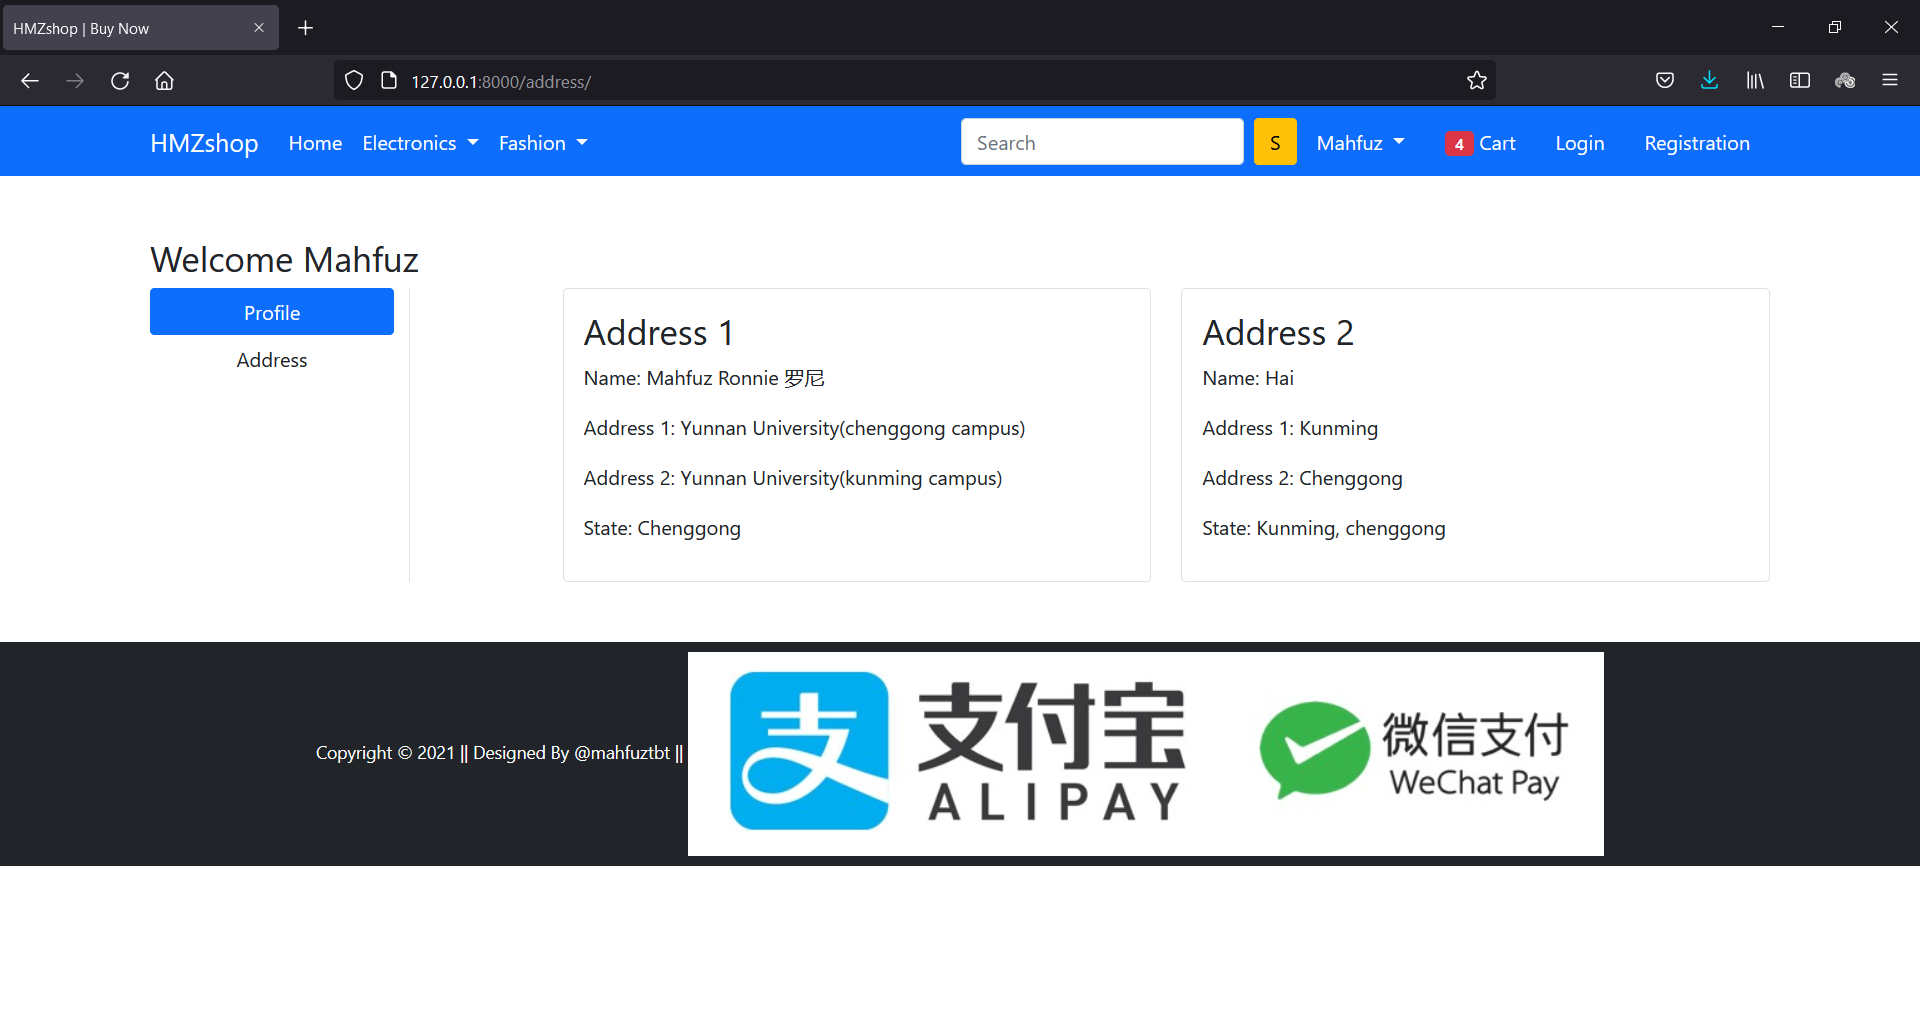 HMZshop | Buy Now
127.0.0.1:8000/address/
HMZshop Home Electronics Fashion Search S Mahfuz 4 Cart Login Registration
Welcome Mahfuz
Profile
Address
Address 1
Name: Mahfuz Ronnie 罗尼
Address 1: Yunnan University(chenggong campus)
Address 2: Yunnan University(kunming campus)
State: Chenggong
Address 2
Name: Hai
Address 1: Kunming
Address 2: Chenggong
State: Kunming, chenggong
Copyright © 2021 || Designed By @mahfuztbt ||
支 支付宝
ALIPAY
微信支付
WeChat Pay